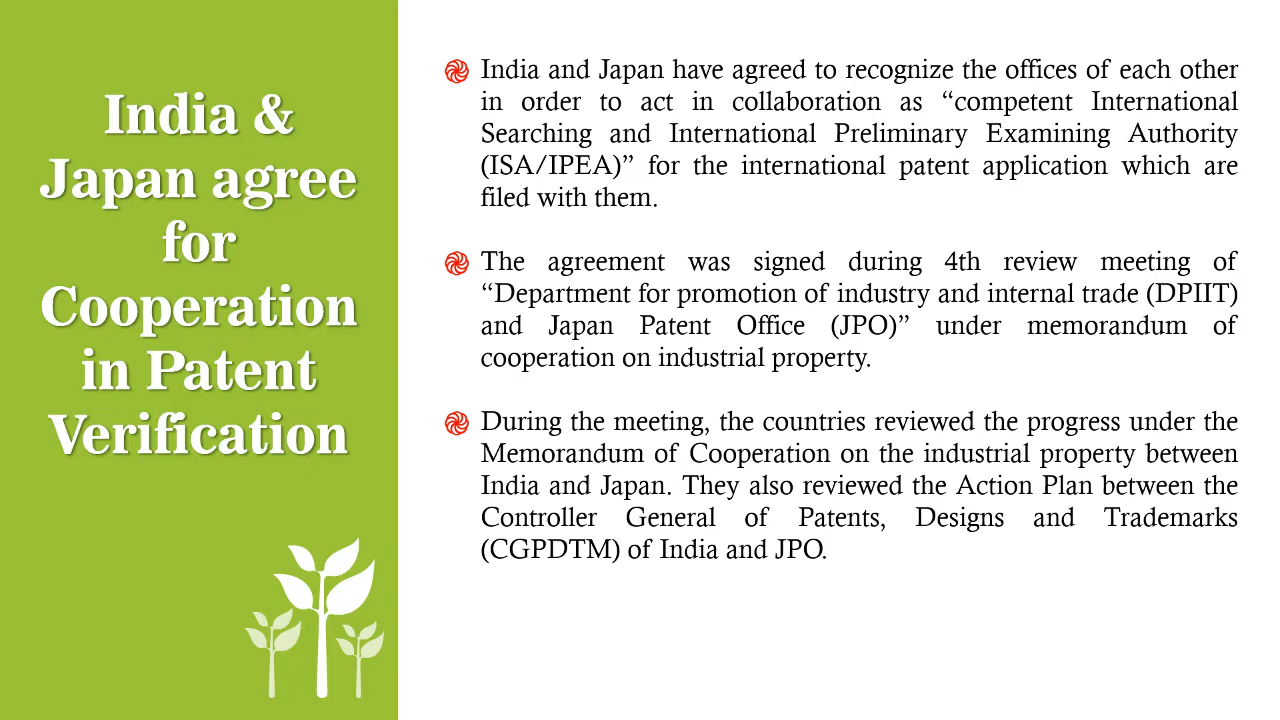 India &
Japan agree
for
Cooperation
in Patent
Verification
India and Japan have agreed to recognize the offices of each other
in order to act in collaboration as “competent International
Searching and International Preliminary Examining Authority
(ISA/IPEA)” for the international patent application which are
filed with them.
The agreement was signed during 4th review meeting of
“Department for promotion of industry and internal trade (DPIIT)
and Japan Patent Office (JPO)” under memorandum of
cooperation on industrial property.
During the meeting, the countries reviewed the progress under the
Memorandum of Cooperation on the industrial property between
India and Japan. They also reviewed the Action Plan between the
Controller General of Patents, Designs and Trademarks
(CGPDTM) of India and JPO.